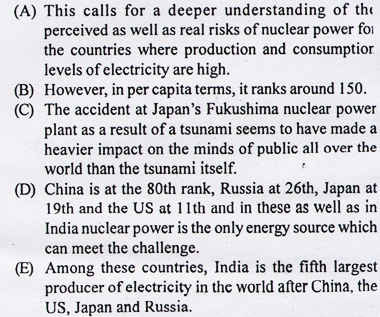 (A) This calls for a deeper understanding of the
perceived as well as real risks of nuclear power for
the countries where production and consumption
levels of electricity are high.
(B) However, in per capita terms, it ranks around 150.
(C) The accident at Japan's Fukushima nuclear power
plant as a result of a tsunami seems to have made a
heavier impact on the minds of public all over the
world than the tsunami itself.
(D) China is at the 80th rank, Russia at 26th, Japan at
19th and the US at 11th and in these as well as in
India nuclear power is the only energy source which
can meet the challenge.
(E) Among these countries, India is the fifth largest
producer of electricity in the world after China, the
US, Japan and Russia.